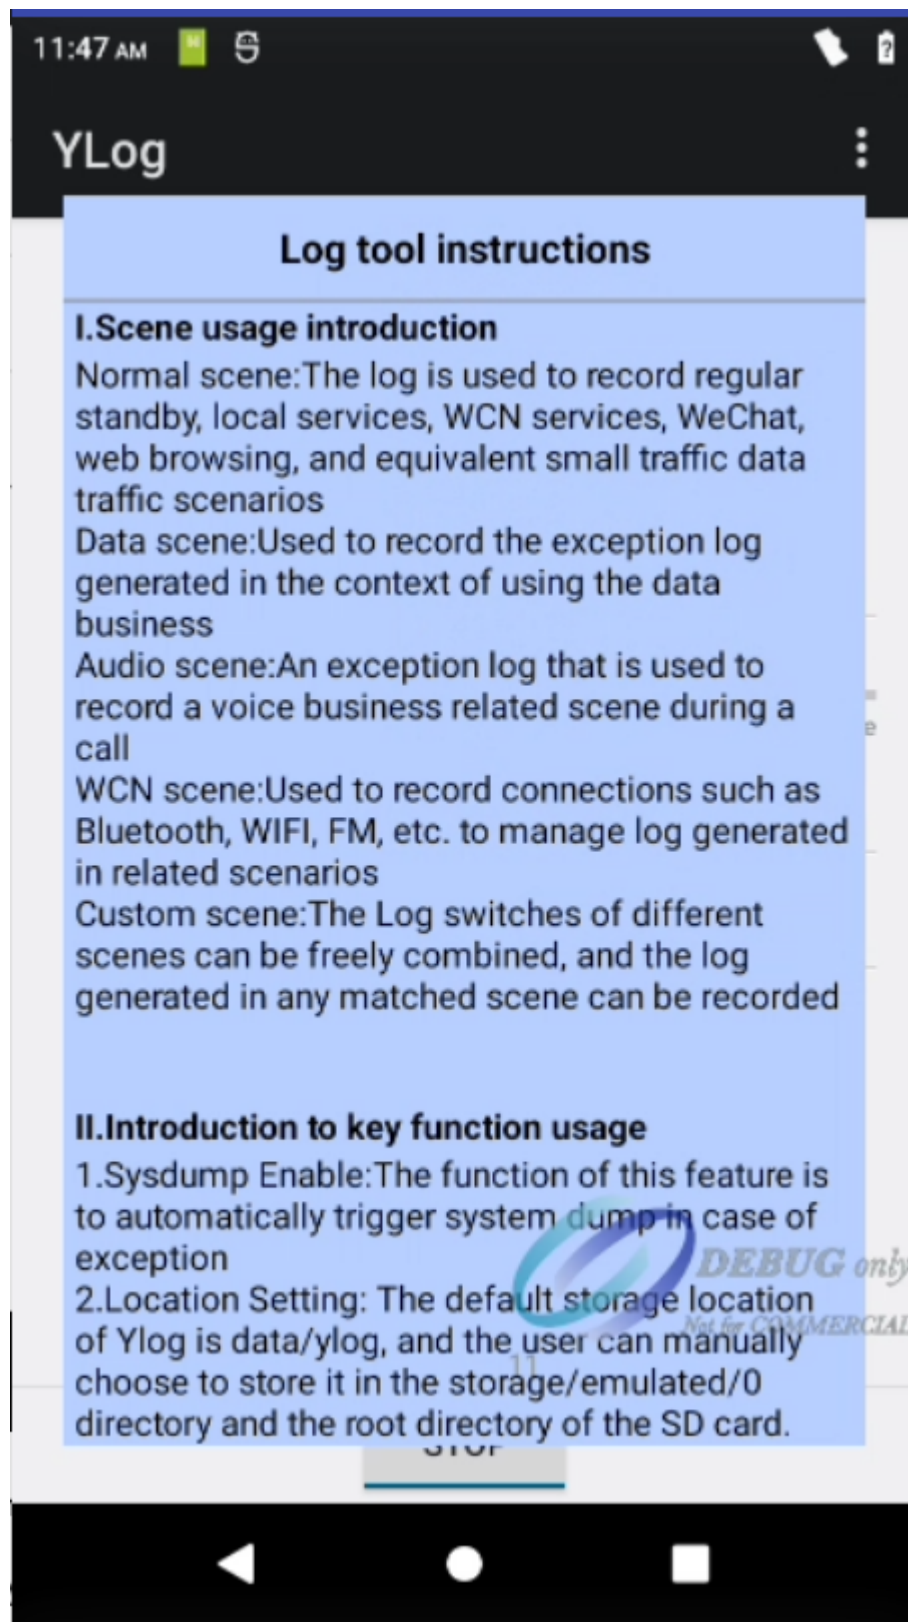 11:47 AM
YLog
Log tool instructions
I.Scene usage introduction
Normal scene:The log is used to record regular
standby, local services, WCN services, WeChat,
web browsing, and equivalent small traffic data
traffic scenarios
Data scene:Used to record the exception log
generated in the context of using the data
business
Audio scene:An exception log that is used to
record a voice business related scene during a
call
WCN scene:Used to record connections such as
Bluetooth, WIFI, FM, etc. to manage log generated
in related scenarios
Custom scene:The Log switches of different
scenes can be freely combined, and the log
generated in any matched scene can be recorded
II.Introduction to key function usage
1.Sysdump Enable:The function of this feature is
to automatically trigger system dump in case of
exception
DEBUG only
2.Location Setting: The default storage location
of Ylog is data/ylog, and the user can manually
Not for COMMERCIAL
11
choose to store it in the storage/emulated/0
directory and the root directory of the SD card.
STOP